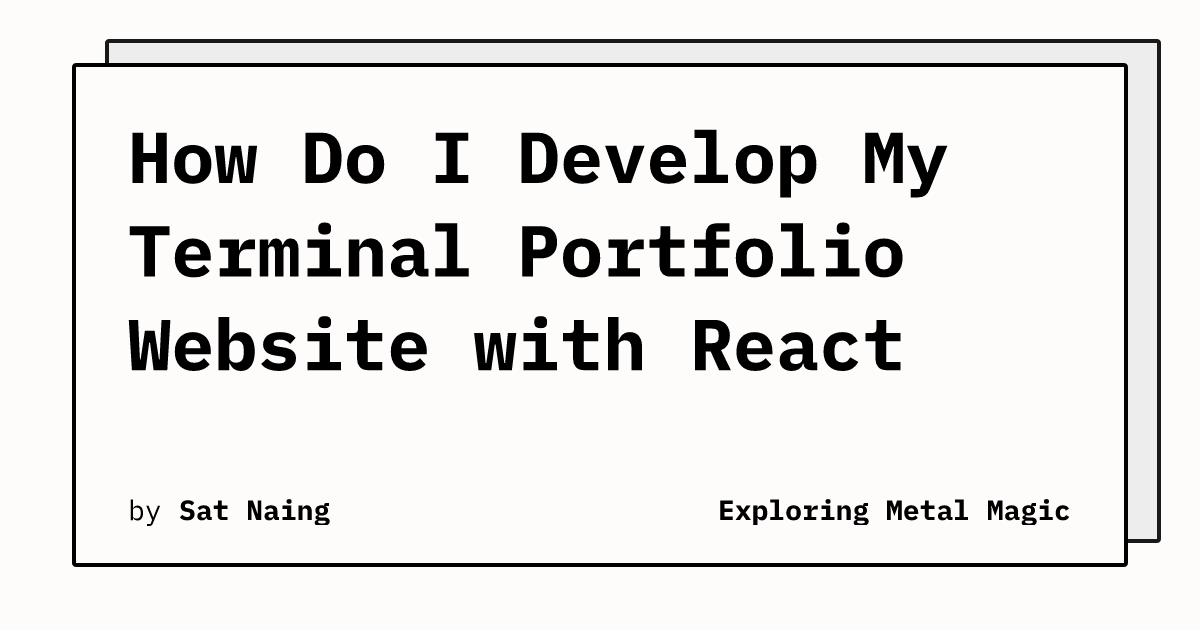 How Do I Develop My
Terminal Portfolio
Website with React
by Sat Naing
Exploring Metal Magic